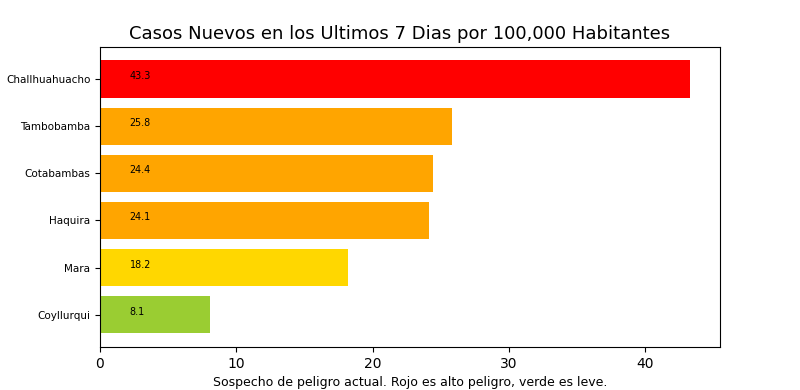 Casos Nuevos en los Ultimos 7 Dias por 100,000 Habitantes
Challhuahuacho 43.3
Tambobamba 25.8
Cotabambas 24.4
Haquira 24.1
Mara 18.2
Coyllurqui 8.1
0 10 20 30 40
Sospecho de peligro actual. Rojo es alto peligro, verde es leve.